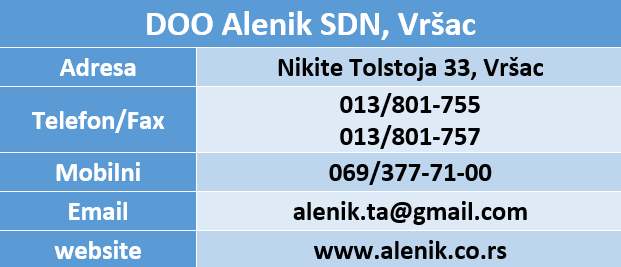 DOO Alenik SDN, Vršac
Adresa
Nikite Tolstoja 33, Vršac
Telefon/Fax
013/801-755
013/801-757
Mobilni
069/377-71-00
Email
alenik.ta@gmail.com
website
www.alenik.co.rs